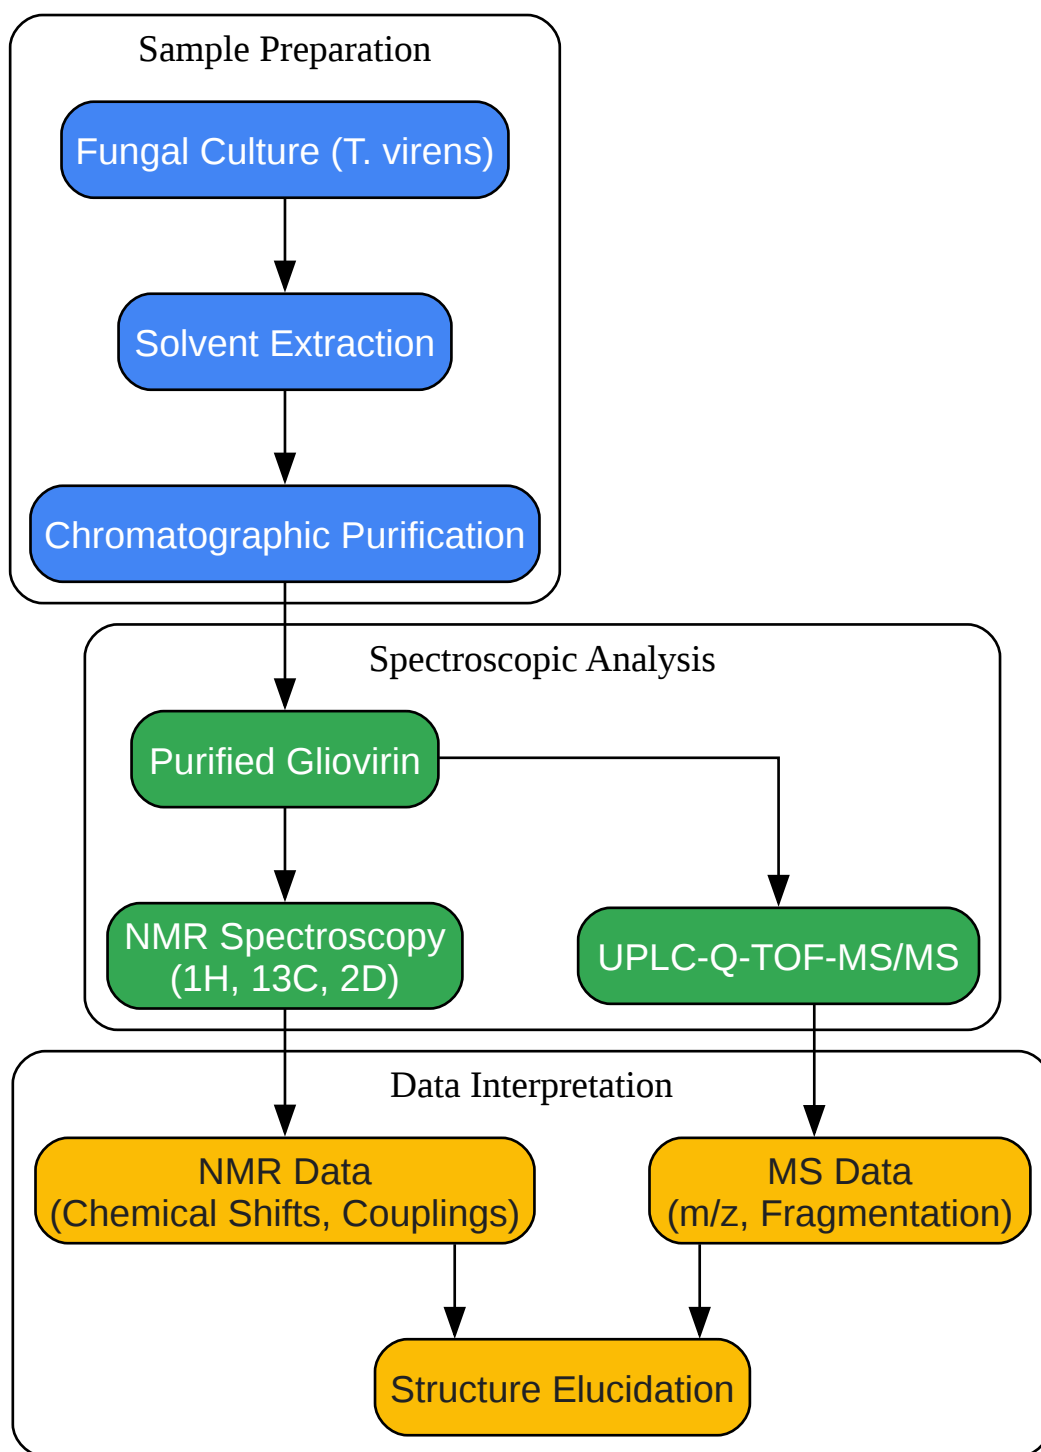 Sample Preparation
Fungal Culture (T. virens)
Solvent Extraction
Chromatographic Purification
Spectroscopic Analysis
Purified Gliovirin
NMR Spectroscopy
(1H, 13C, 2D)
UPLC-Q-TOF-MS/MS
Data Interpretation
NMR Data
(Chemical Shifts, Couplings)
MS Data
(m/z, Fragmentation)
Structure Elucidation